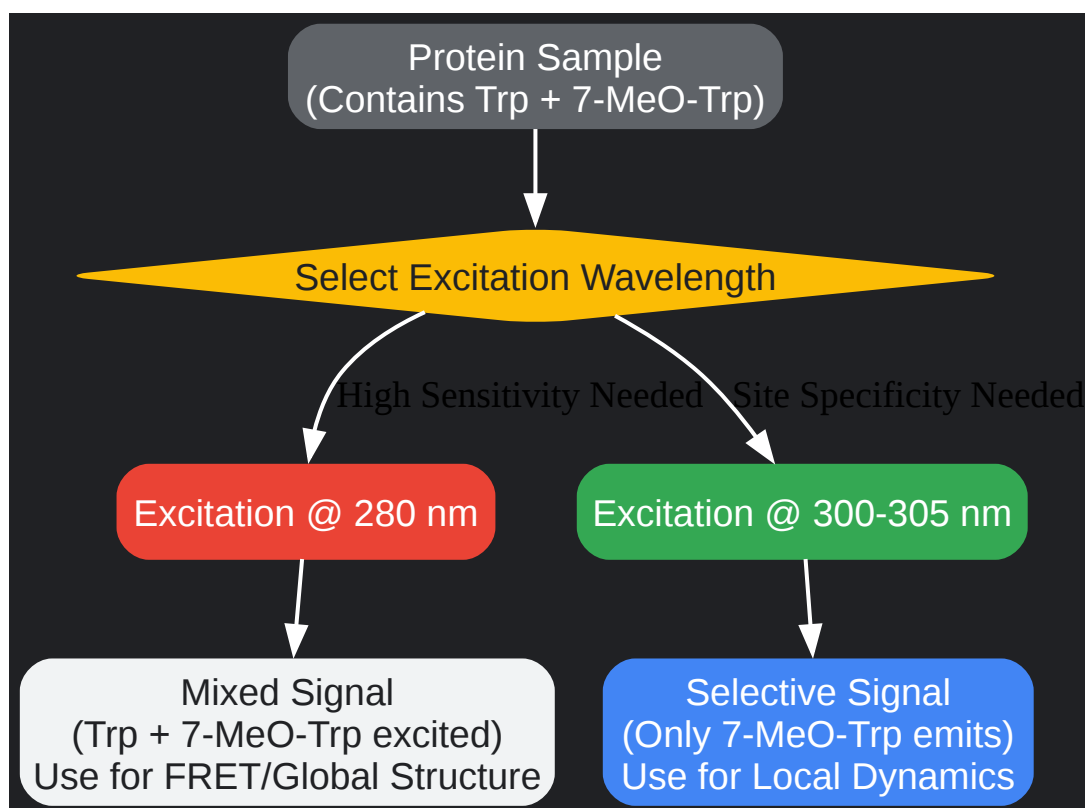 Protein Sample
(Contains Trp + 7-MeO-Trp)
Select Excitation Wavelength
High Sensitivity Needed
Site Specificity Needed
Excitation @ 280 nm
Excitation @ 300-305 nm
Mixed Signal
(Trp + 7-MeO-Trp excited)
Use for FRET/Global Structure
Selective Signal
(Only 7-MeO-Trp emits)
Use for Local Dynamics